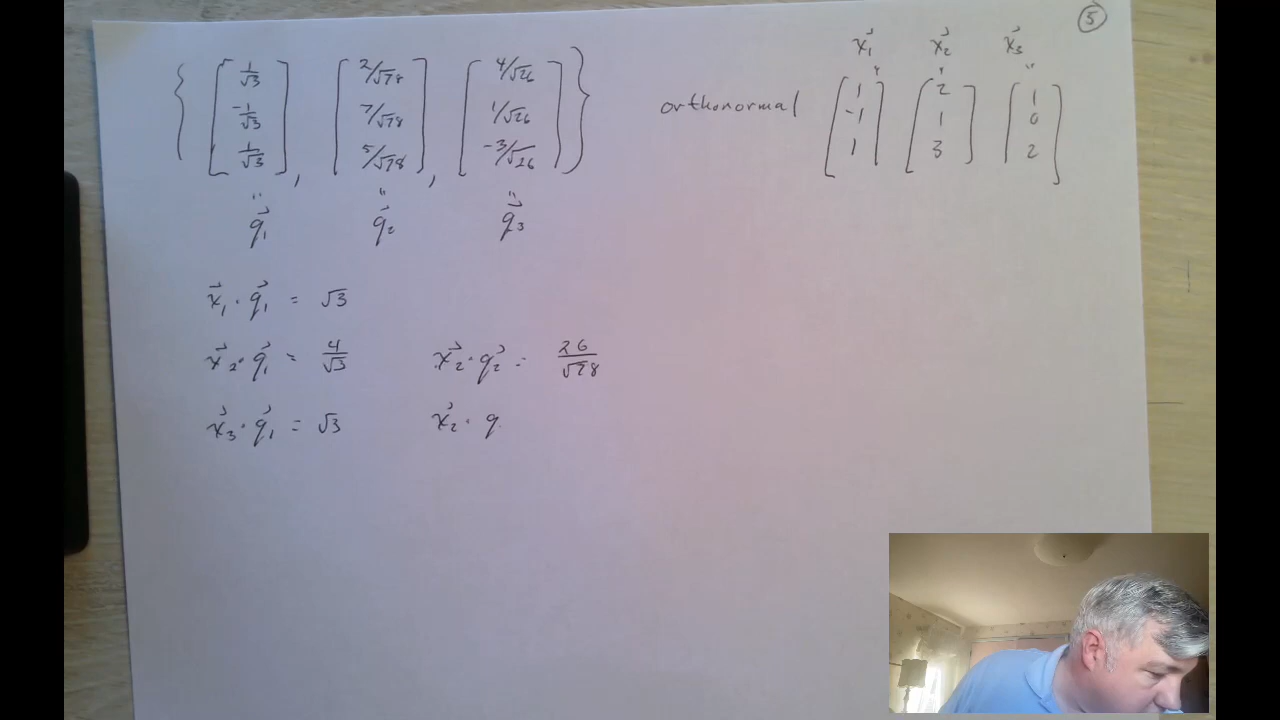 ⑤
{ [1/√3, -1/√3, 1/√3], [2/√78, 7/√78, 5/√78], [4/√26, 1/√26, -3/√26] } orthonormal
" " "
q⃗₁ q⃗₂ q⃗₃
x⃗₁ x⃗₂ x⃗₃
" " "
[1, -1, 1] [2, 1, 3] [1, 0, 2]
x⃗₁ · q⃗₁ = √3
x⃗₂ · q⃗₁ = 4/√3 x⃗₂ · q⃗₂ = 26/√78
x⃗₃ · q⃗₁ = √3 x⃗₂ · q